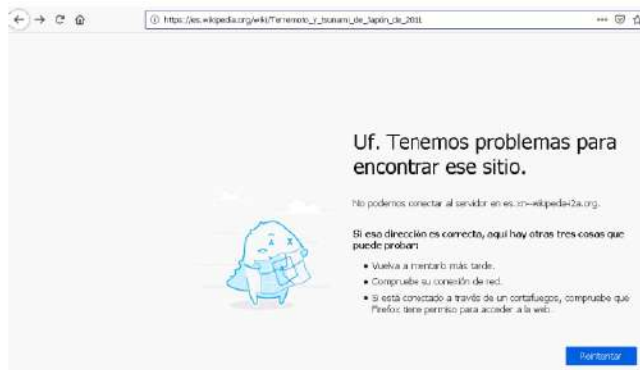 https://es.wikipedia.org/wiki/Terremoto_y_tsunami_de_Japón_de_2011
Uf. Tenemos problemas para
encontrar ese sitio.
No podemos conectar al servidor en
Si esa dirección es correcta, aquí hay otras tres cosas que
puede probar:
• Vuelva a intentarlo más tarde.
• Compruebe su conexión de red.
• Si está conectado a través de un cortafuegos, compruebe que
Firefox tiene permiso para acceder a la web.
Reintentar